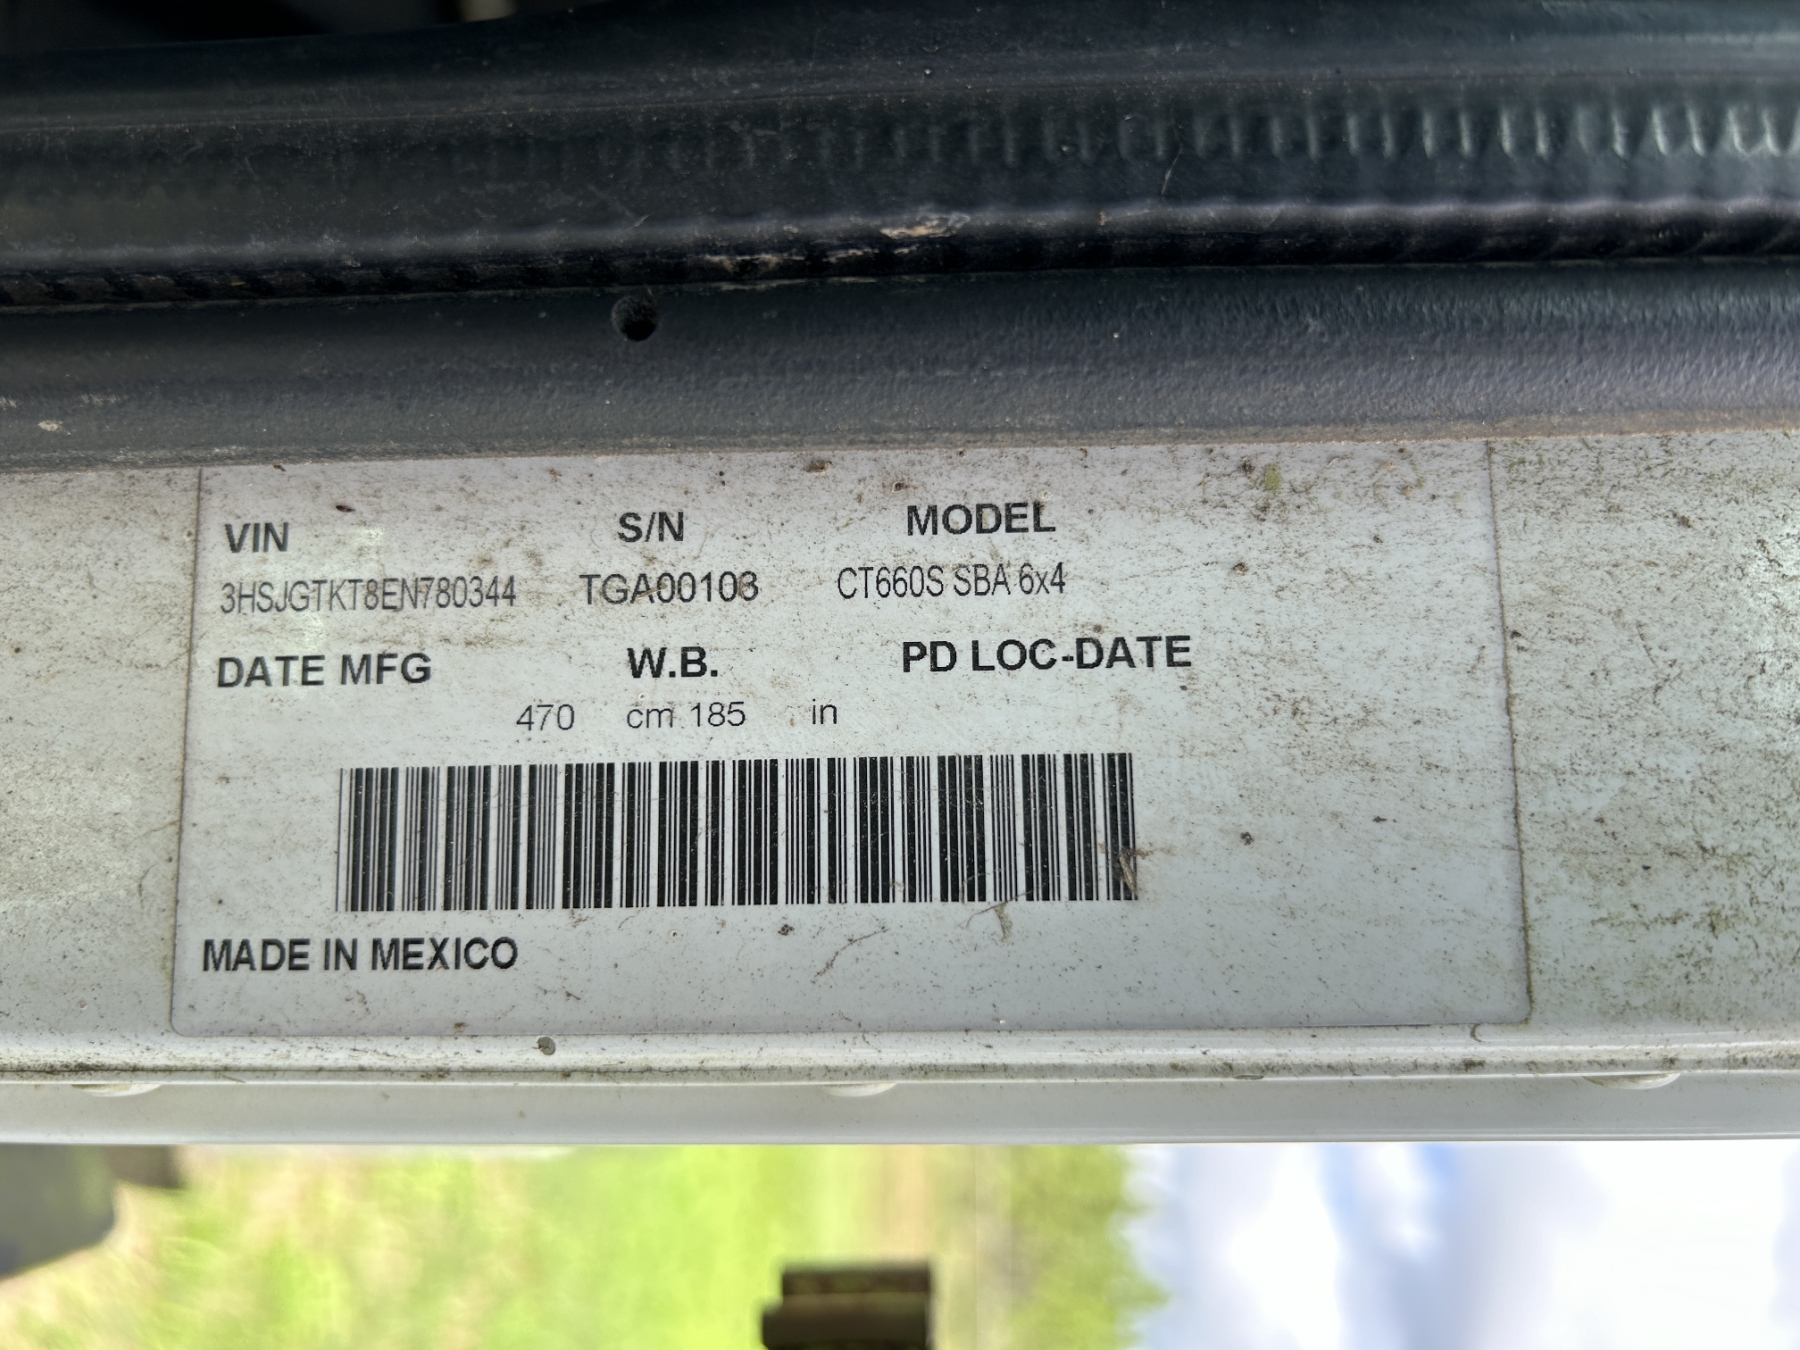 VIN S/N MODEL
3HSJGTKT8EN780344 TGA00103 CT660S SBA 6x4
DATE MFG W.B. PD LOC-DATE
470 cm 185 in
MADE IN MEXICO